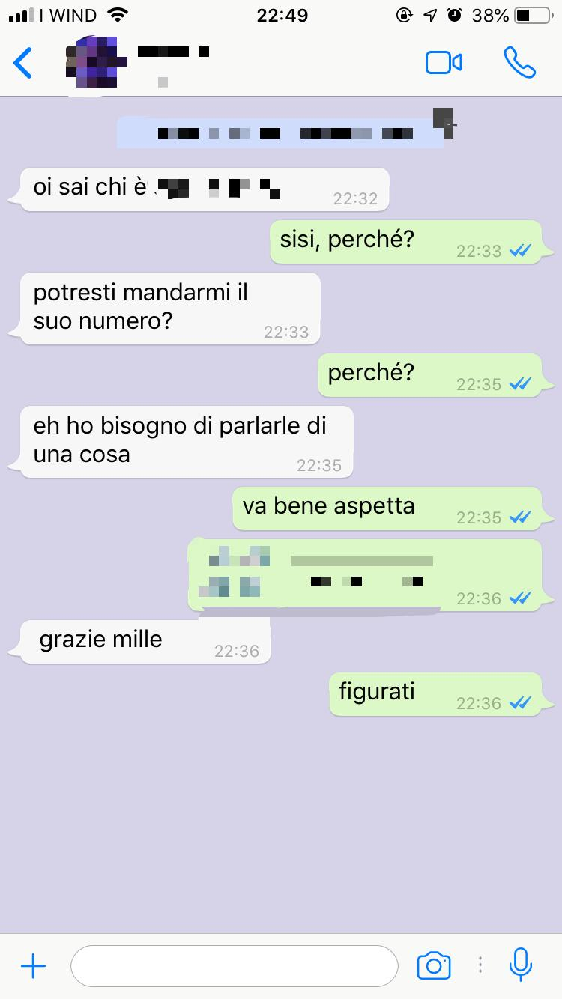 I WIND
22:49
38%
oi sai chi è
22:32
sisi, perché?
22:33
potresti mandarmi il
suo numero?
22:33
perché?
22:35
eh ho bisogno di parlarle di
una cosa
22:35
va bene aspetta
22:35
22:36
grazie mille
22:36
figurati
22:36